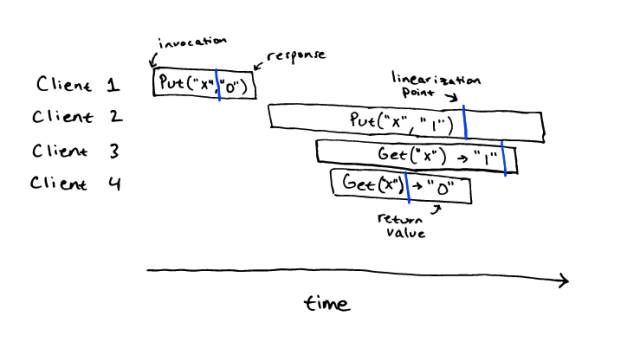 invocation
response
Client 1
Put("x","0")
linearization
point
Client 2
Put("x","1")
Client 3
Get("x") → "1"
Client 4
Get("x") → "0"
return
value
time